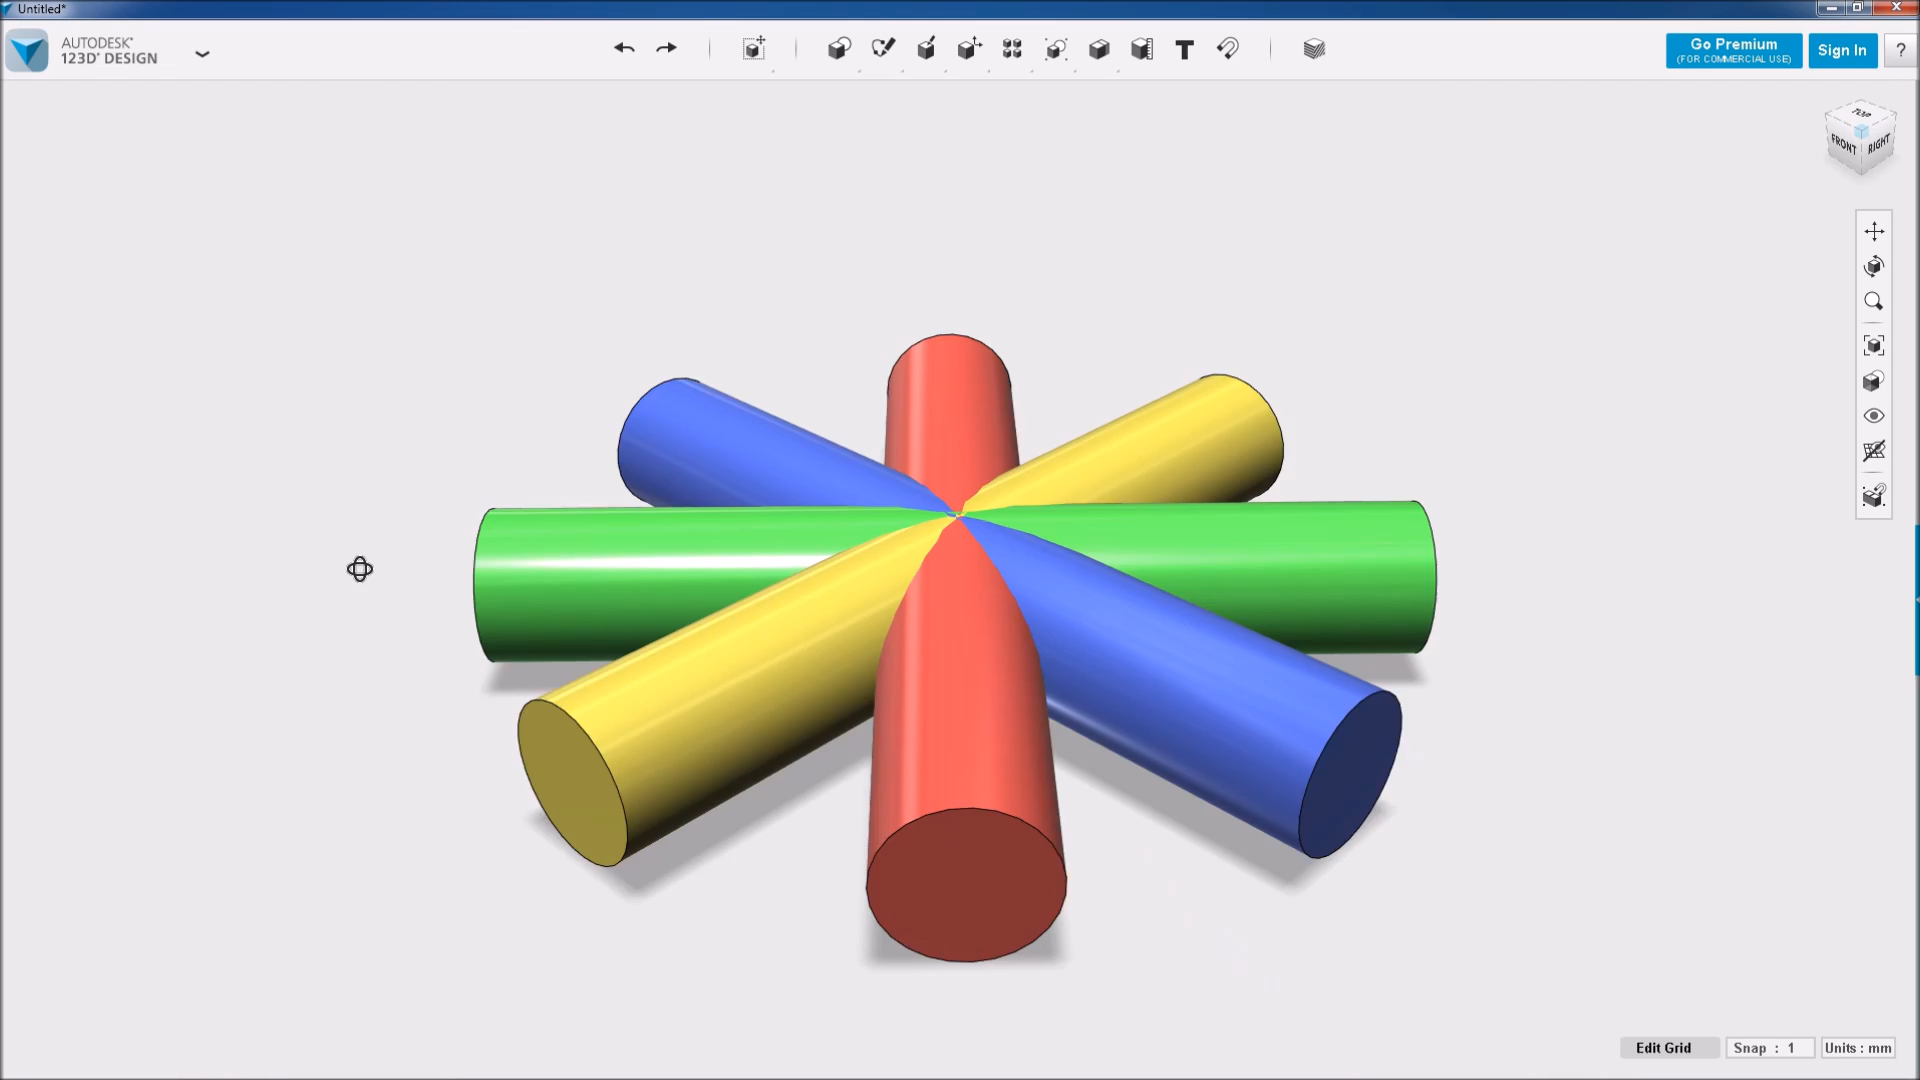 Untitled*
AUTODESK®
123D® DESIGN
T
Go Premium
(FOR COMMERCIAL USE)
Sign In
?
TOP
FRONT
RIGHT
Edit Grid
Snap : 1
Units : mm